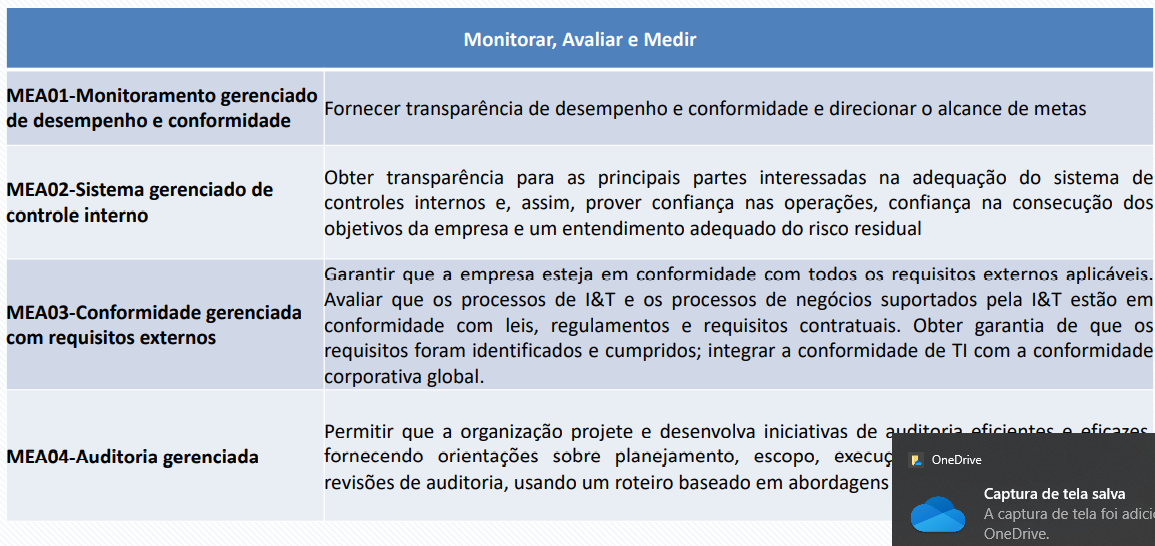 Monitorar, Avaliar e Medir
MEA01-Monitoramento gerenciado
de desempenho e conformidade
Fornecer transparência de desempenho e conformidade e direcionar o alcance de metas
MEA02-Sistema gerenciado de
controle interno
Obter transparência para as principais partes interessadas na adequação do sistema de
controles internos e, assim, prover confiança nas operações, confiança na consecução dos
objetivos da empresa e um entendimento adequado do risco residual
MEA03-Conformidade gerenciada
com requisitos externos
Garantir que a empresa esteja em conformidade com todos os requisitos externos aplicáveis.
Avaliar que os processos de I&T e os processos de negócios suportados pela I&T estão em
conformidade com leis, regulamentos e requisitos contratuais. Obter garantia de que os
requisitos foram identificados e cumpridos; integrar a conformidade de TI com a conformidade
corporativa global.
MEA04-Auditoria gerenciada
Permitir que a organização projete e desenvolva iniciativas de auditoria eficientes e eficazes,
fornecendo orientações sobre planejamento, escopo,
revisões de auditoria, usando um roteiro baseado em abordagens
OneDrive
Captura de tela salva
A captura de tela foi
OneDrive.